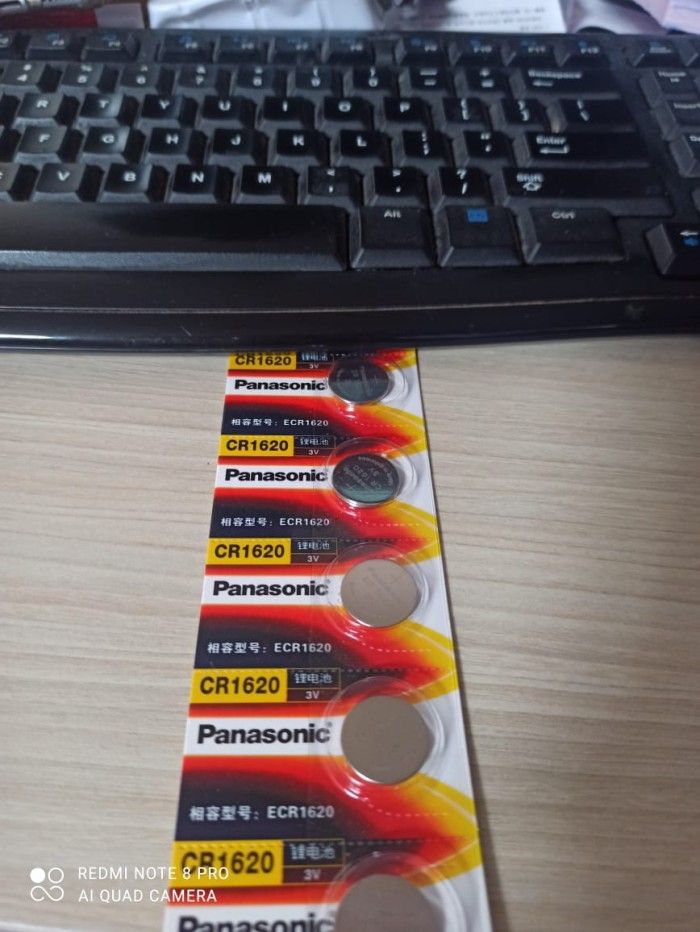 Backspace
R T Y U I O P
F G H J K L
Enter
C V B N M
Shift
Alt
Ctrl
CR1620 锂电池
3V
Panasonic
相容型号: ECR1620
CR1620 锂电池
3V
Panasonic
相容型号: ECR1620
CR1620 锂电池
3V
Panasonic
相容型号: ECR1620
CR1620 锂电池
3V
Panasonic
相容型号: ECR1620
CR1620 锂电池
3V
Panasonic
REDMI NOTE 8 PRO
AI QUAD CAMERA